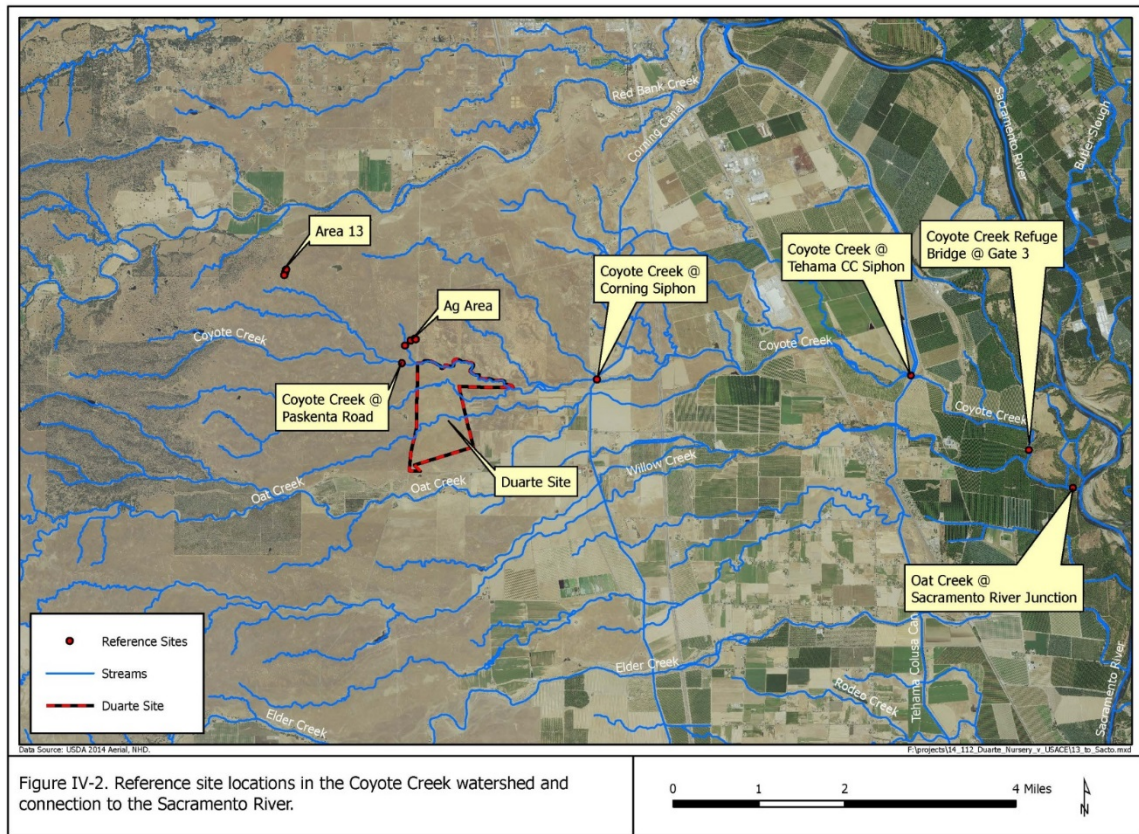 Red Bank Creek
Corning Canal
Sacramento River
Butler Slough
Area 13
Ag Area
Coyote Creek @
Corning Siphon
Coyote Creek @
Tehama CC Siphon
Coyote Creek Refuge
Bridge @ Gate 3
Coyote Creek
Coyote Creek
Coyote Creek @
Paskenta Road
Coyote Creek
Duarte Site
Willow Creek
Oat Creek
Oat Creek
Oat Creek @
Sacramento River Junction
Reference Sites
Streams
Duarte Site
Elder Creek
Elder Creek
Rodeo Creek
Tehama Colusa Can
Sacramento River
Data Source: USDA 2014 Aerial, NHD.
F:\projects\14_112_Duarte_Nursery_v_USACE\13_to_Sacto.mxd
Figure IV-2. Reference site locations in the Coyote Creek watershed and
connection to the Sacramento River.
0 1 2 4 Miles
N